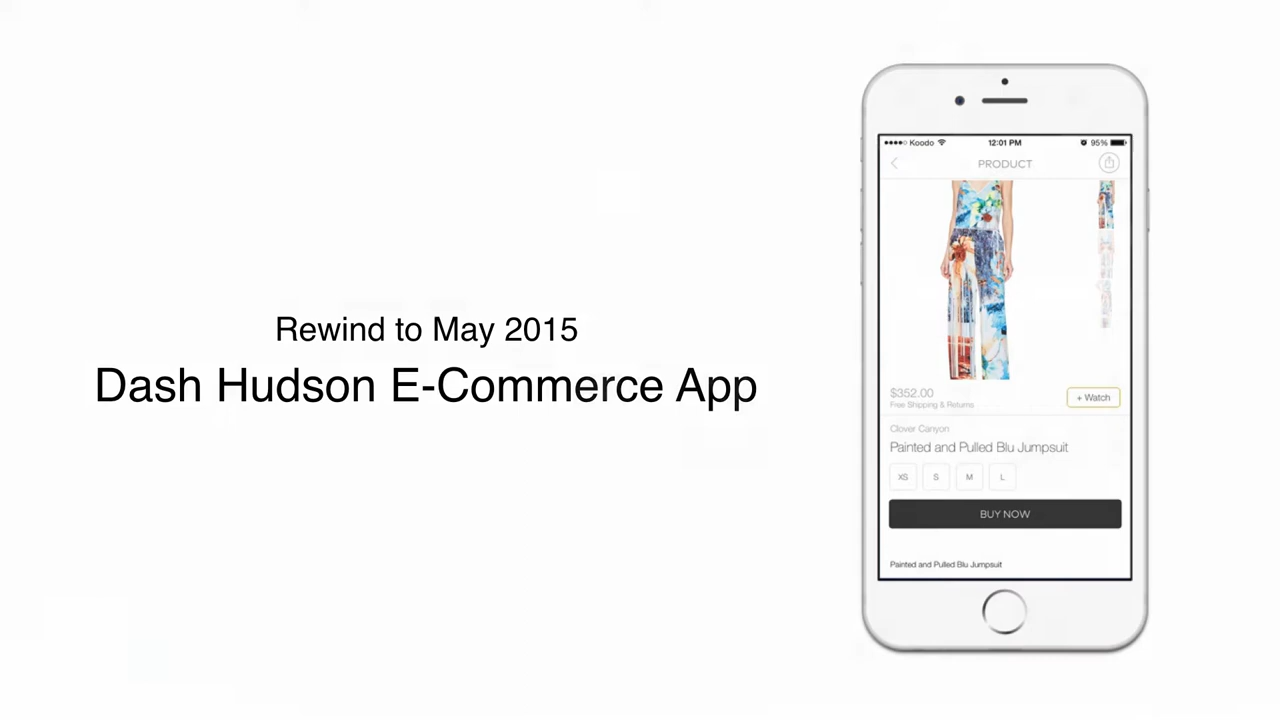 Rewind to May 2015
Dash Hudson E-Commerce App
Koodo 12:01 PM 95%
PRODUCT
$352.00
Free Shipping & Returns
+ Watch
Clover Canyon
Painted and Pulled Blu Jumpsuit
XS S M L
BUY NOW
Painted and Pulled Blu Jumpsuit